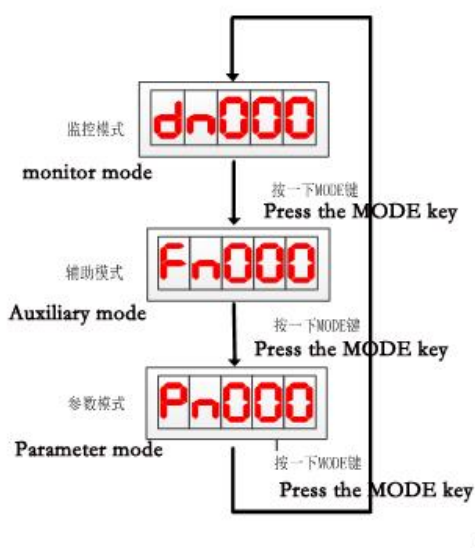 dn000
监控模式
monitor mode
按一下MODE键
Press the MODE key
Fn000
辅助模式
Auxiliary mode
按一下MODE键
Press the MODE key
Pn000
参数模式
Parameter mode
按一下MODE键
Press the MODE key